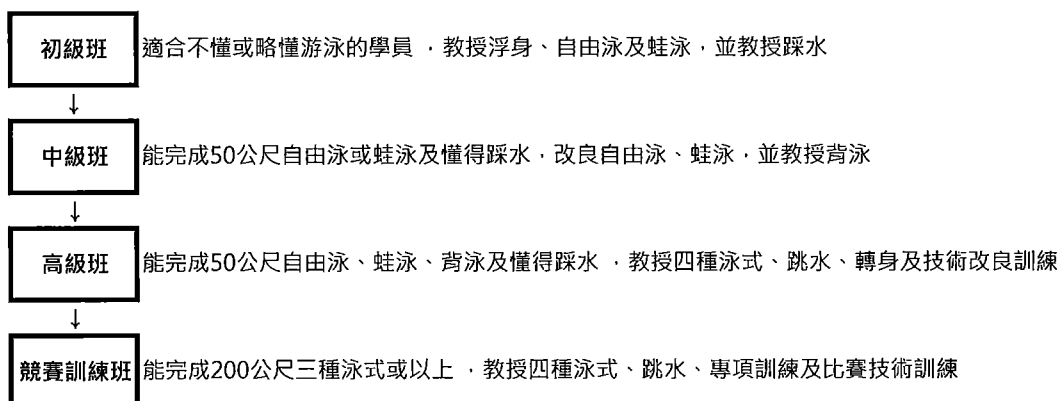 初級班 適合不懂或略懂游泳的學員，教授浮身、自由泳及蛙泳，並教授踩水
↓
中級班 能完成50公尺自由泳或蛙泳及懂得踩水，改良自由泳、蛙泳，並教授背泳
↓
高級班 能完成50公尺自由泳、蛙泳、背泳及懂得踩水，教授四種泳式、跳水、轉身及技術改良訓練
↓
競賽訓練班 能完成200公尺三種泳式或以上，教授四種泳式、跳水、專項訓練及比賽技術訓練